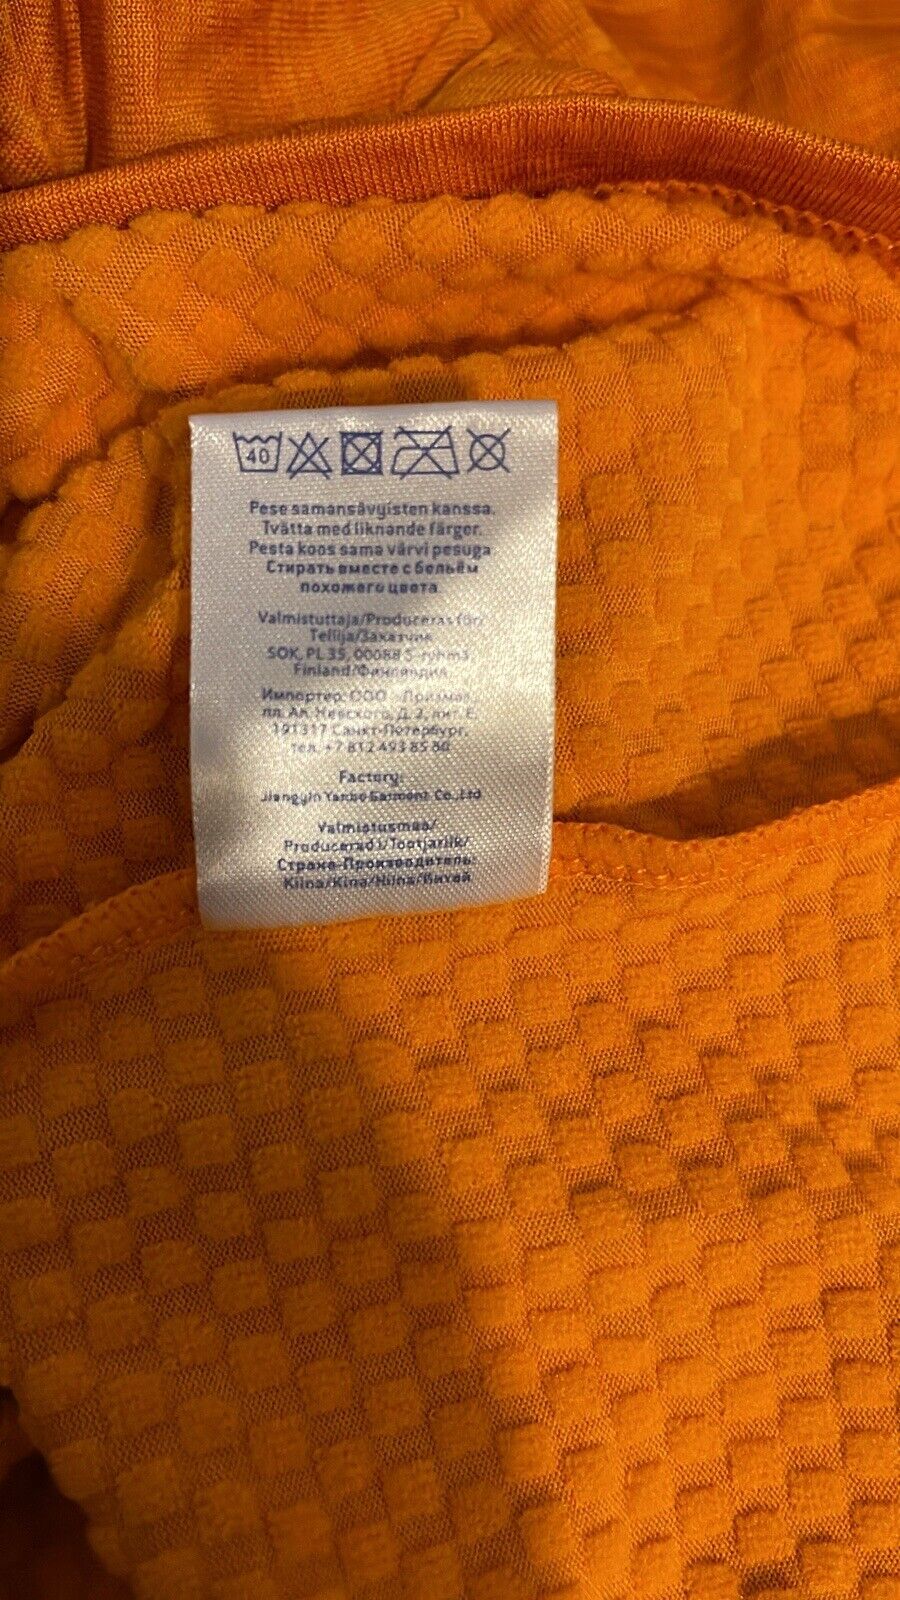 40
Pese samansävyisten kanssa.
Tvätta med liknande färger.
Pesta koos sama värvi pesuga
Стирать вместе с бельём
похожего цвета
Valmistuttaja/Produceras för/
Tellija/Заказчик
SOK, PL 35, 00088 S-ryhmä
Finland/Финляндия
Импортер: ООО «Призма»,
пл. Ал. Невского, Д. 2, лит. Е,
191317 Санкт-Петербург,
тел. +7 812 493 85 80
Factory:
Jiangyin Yanbo Garment Co.,Ltd
Valmistusmaa/
Producerad i/Tootjariik/
Страна-Производитель:
Kiina/Kina/Hiina/Китай